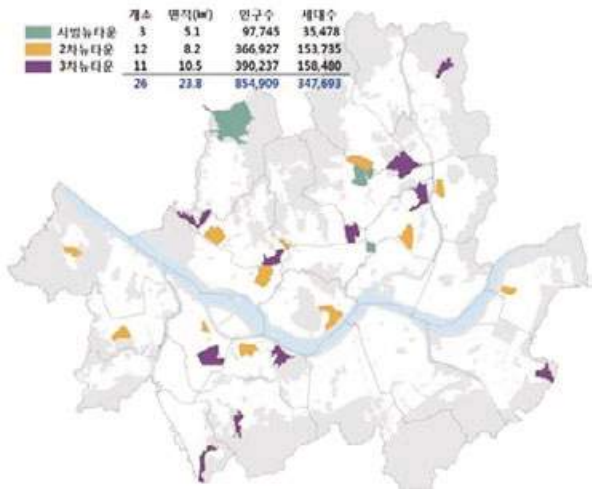 개소 면적(㎢) 인구수 세대수
시범뉴타운 3 5.1 97,745 35,478
2차뉴타운 12 8.2 366,927 153,735
3차뉴타운 11 10.5 390,237 158,480
26 23.8 854,909 347,693